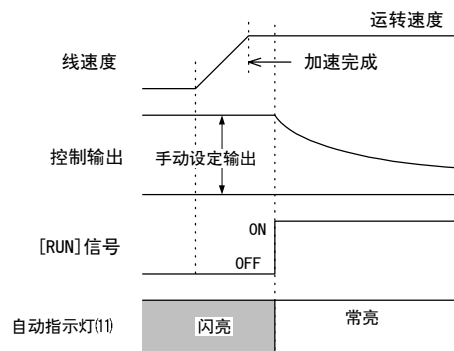 运转速度
线速度
加速完成
控制输出
手动设定输出
ON
[RUN]信号
OFF
自动指示灯(11)
闪亮
常亮